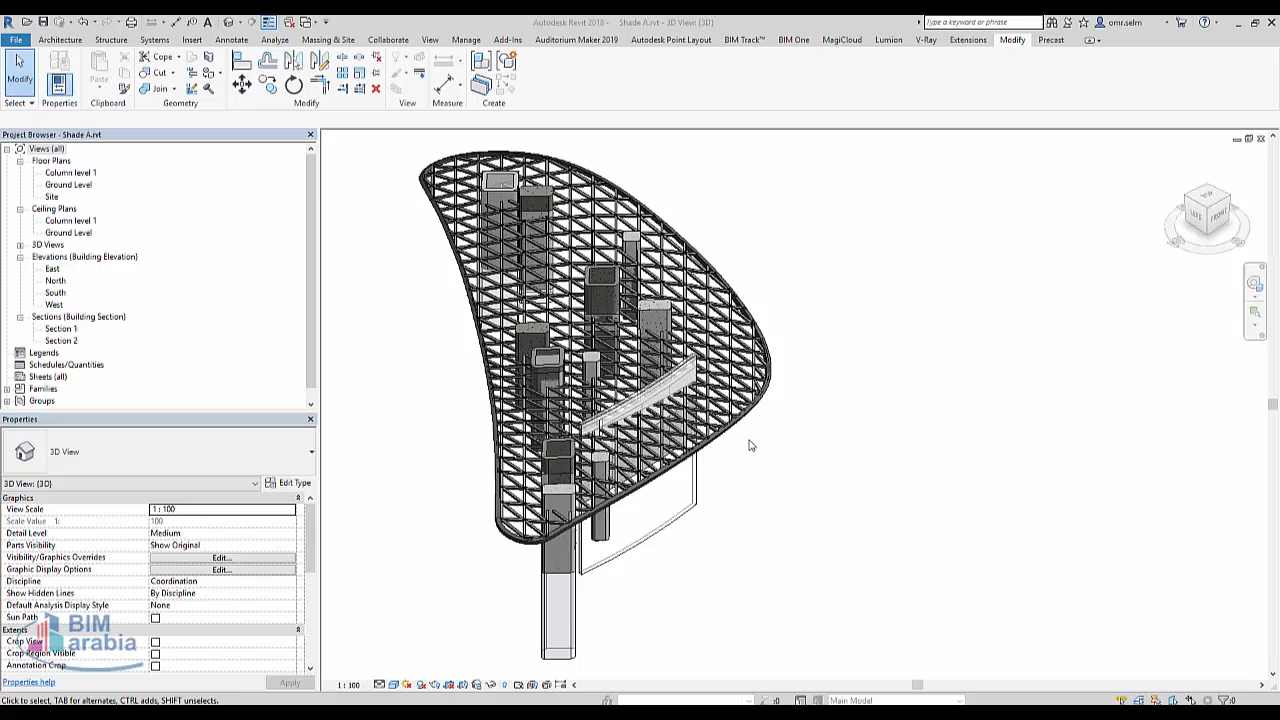 Autodesk Revit 2018 - Shade A.rvt - 3D View: {3D}
Type a keyword or phrase
omr.selm
File Architecture Structure Systems Insert Annotate Analyze Massing & Site Collaborate View Manage Add-Ins Auditorium Maker 2019 Autodesk Point Layout BIM Track™ BIM One MagiCloud Lumion V-Ray Extensions Modify Precast
Modify
Properties
Paste
Cope
Cut
Join
Select Properties Clipboard Geometry Modify View Measure Create
Project Browser - Shade A.rvt
Views (all)
Floor Plans
Column level 1
Ground Level
Site
Ceiling Plans
Column level 1
Ground Level
3D Views
Elevations (Building Elevation)
East
North
South
West
Sections (Building Section)
Section 1
Section 2
Legends
Schedules/Quantities
Sheets (all)
Families
Groups
Properties
3D View
3D View: {3D} Edit Type
Graphics
View Scale 1 : 100
Scale Value 1: 100
Detail Level Medium
Parts Visibility Show Original
Visibility/Graphics Overrides Edit...
Graphic Display Options Edit...
Discipline Coordination
Show Hidden Lines By Discipline
Default Analysis Display Style None
Sun Path
Extents
Crop View
Crop Region Visible
Annotation Crop
BIM
arabia
Properties help Apply
TOP
LEFT FRONT
1 : 100
Click to select, TAB for alternates, CTRL adds, SHIFT unselects.
:0 Main Model :0